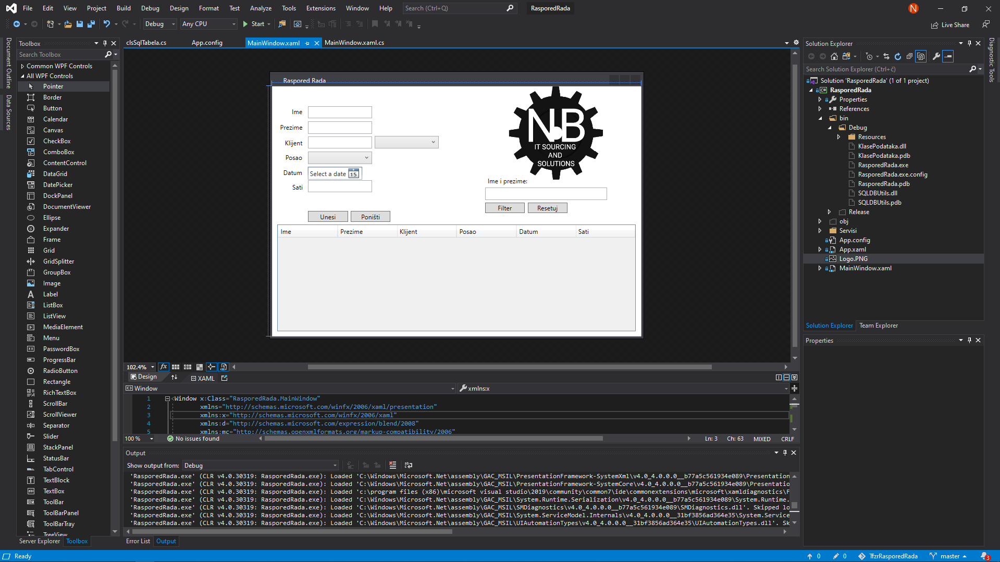 File Edit View Project Build Debug Design Format Test Analyze Tools Extensions Window Help Search (Ctrl+Q) RasporedRada N
Debug Any CPU Start Live Share
Document Outline
Data Sources
Toolbox
Search Toolbox
Common WPF Controls
All WPF Controls
Pointer
Border
Button
Calendar
Canvas
CheckBox
ComboBox
ContentControl
DataGrid
DatePicker
DockPanel
DocumentViewer
Ellipse
Expander
Frame
Grid
GridSplitter
GroupBox
Image
Label
ListBox
ListView
MediaElement
Menu
PasswordBox
ProgressBar
RadioButton
Rectangle
RichTextBox
ScrollBar
ScrollViewer
Separator
Slider
StackPanel
StatusBar
TabControl
TextBlock
TextBox
ToolBar
ToolBarPanel
ToolBarTray
TreeView
Server Explorer Toolbox
clsSqlTabela.cs App.config MainWindow.xaml MainWindow.xaml.cs
Raspored Rada
Ime
Prezime
Klijent
Posao
Datum Select a date 15
Sati
Unesi Poništi
N.B
IT SOURCING
AND
SOLUTIONS
Ime i prezime:
Filter Resetuj
Ime Prezime Klijent Posao Datum Sati
102.4% fx
Design XAML
Window xmlns:x
1 <Window x:Class="RasporedRada.MainWindow"
2 xmlns="http://schemas.microsoft.com/winfx/2006/xaml/presentation"
3 xmlns:x="http://schemas.microsoft.com/winfx/2006/xaml"
4 xmlns:d="http://schemas.microsoft.com/expression/blend/2008"
5 xmlns:mc="http://schemas.openxmlformats.org/markup-compatibility/2006"
100 % No issues found Ln: 3 Ch: 63 MIXED CRLF
Output
Show output from: Debug
'RasporedRada.exe' (CLR v4.0.30319: RasporedRada.exe): Loaded 'C:\Windows\Microsoft.Net\assembly\GAC_MSIL\PresentationFramework-SystemXml\v4.0_4.0.0.0__b77a5c561934e089\Presentation
'RasporedRada.exe' (CLR v4.0.30319: RasporedRada.exe): Loaded 'C:\Windows\Microsoft.Net\assembly\GAC_MSIL\PresentationFramework-SystemCore\v4.0_4.0.0.0__b77a5c561934e089\Presentatio
'RasporedRada.exe' (CLR v4.0.30319: RasporedRada.exe): Loaded 'c:\program files (x86)\microsoft visual studio\2019\community\common7\ide\commonextensions\microsoft\xamldiagnostics\F
'RasporedRada.exe' (CLR v4.0.30319: RasporedRada.exe): Loaded 'C:\Windows\Microsoft.Net\assembly\GAC_MSIL\System.Runtime.Serialization\v4.0_4.0.0.0__b77a5c561934e089\System.Runtime.
'RasporedRada.exe' (CLR v4.0.30319: RasporedRada.exe): Loaded 'C:\Windows\Microsoft.Net\assembly\GAC_MSIL\SMDiagnostics\v4.0_4.0.0.0__b77a5c561934e089\SMDiagnostics.dll'. Skipped lo
'RasporedRada.exe' (CLR v4.0.30319: RasporedRada.exe): Loaded 'C:\Windows\Microsoft.Net\assembly\GAC_MSIL\System.ServiceModel.Internals\v4.0_4.0.0.0__31bf3856ad364e35\System.Service
'RasporedRada.exe' (CLR v4.0.30319: RasporedRada.exe): Loaded 'C:\Windows\Microsoft.Net\assembly\GAC_MSIL\UIAutomationTypes\v4.0_4.0.0.0__31bf3856ad364e35\UIAutomationTypes.dll'. Sk
Error List Output
Solution Explorer
Search Solution Explorer (Ctrl+č)
Solution 'RasporedRada' (1 of 1 project)
C# RasporedRada
Properties
References
bin
Debug
Resources
KlasePodataka.dll
KlasePodataka.pdb
RasporedRada.exe
RasporedRada.exe.config
RasporedRada.pdb
SQLDBUtils.dll
SQLDBUtils.pdb
Release
obj
Servisi
App.config
App.xaml
Logo.PNG
MainWindow.xaml
Solution Explorer Team Explorer
Properties
Diagnostic Tools
Ready 0 0 TfzrRasporedRada master 3